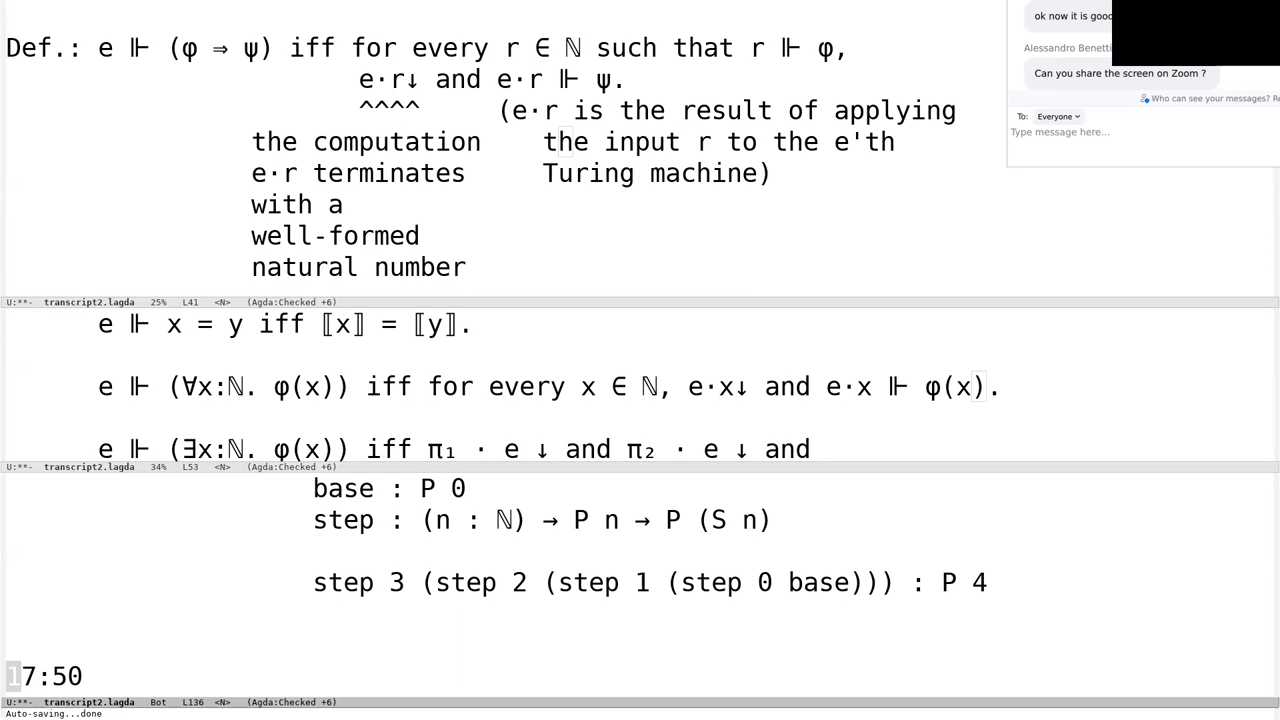 Def.: e ⊩ (φ ⇒ ψ) iff for every r ∈ ℕ such that r ⊩ φ,
e·r↓ and e·r ⊩ ψ.
^^^^ (e·r is the result of applying
the computation the input r to the e'th
e·r terminates Turing machine)
with a
well-formed
natural number
U:**- transcript2.lagda 25% L41 <N> (Agda:Checked +6)
e ⊩ x = y iff ⟦x⟧ = ⟦y⟧.
e ⊩ (∀x:ℕ. φ(x)) iff for every x ∈ ℕ, e·x↓ and e·x ⊩ φ(x).
e ⊩ (∃x:ℕ. φ(x)) iff π₁ · e ↓ and π₂ · e ↓ and
U:**- transcript2.lagda 34% L53 <N> (Agda:Checked +6)
base : P 0
step : (n : ℕ) → P n → P (S n)
step 3 (step 2 (step 1 (step 0 base))) : P 4
17:50
U:**- transcript2.lagda Bot L136 <N> (Agda:Checked +6)
Auto-saving...done
ok now it is good
Alessandro Benetti
Can you share the screen on Zoom ?
Who can see your messages? Re
To: Everyone
Type message here...